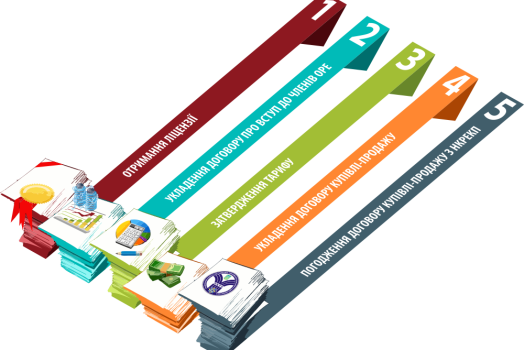 1
ОТРИМАННЯ ЛІЦЕНЗІЇ
2
УКЛАДЕННЯ ДОГОВОРУ ПРО ВСТУП ДО ЧЛЕНІВ ОРЕ
3
ЗАТВЕРДЖЕННЯ ТАРИФУ
4
УКЛАДЕННЯ ДОГОВОРУ КУПІВЛІ-ПРОДАЖУ
5
ПОГОДЖЕННЯ ДОГОВОРУ КУПІВЛІ-ПРОДАЖУ З НКРЕКП